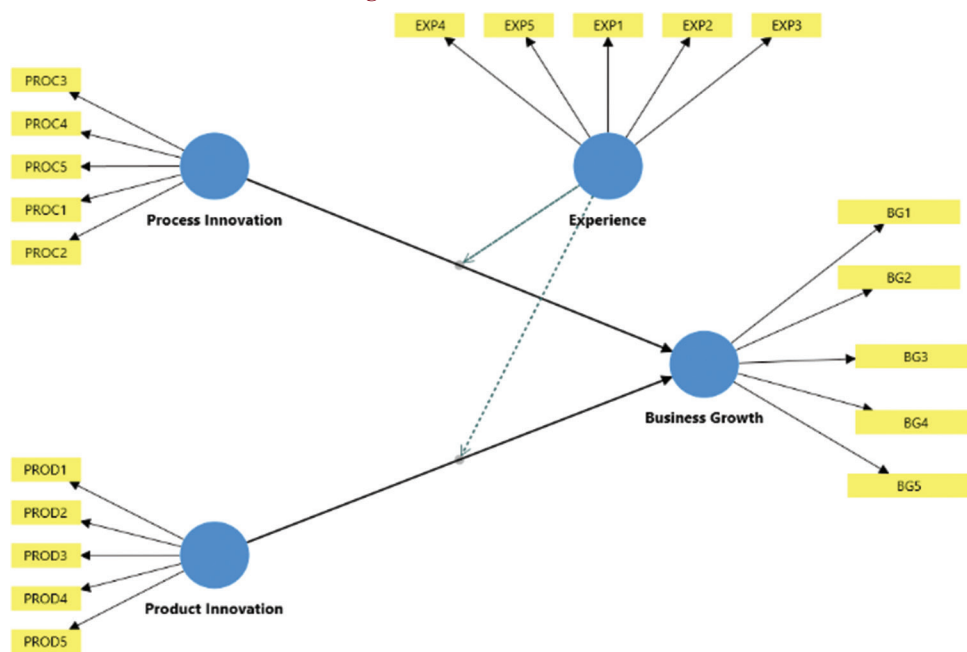 EXP4
EXP5
EXP1
EXP2
EXP3
PROC3
PROC4
PROC5
PROC1
PROC2
Process Innovation
Experience
BG1
BG2
BG3
BG4
BG5
Business Growth
PROD1
PROD2
PROD3
PROD4
PROD5
Product Innovation